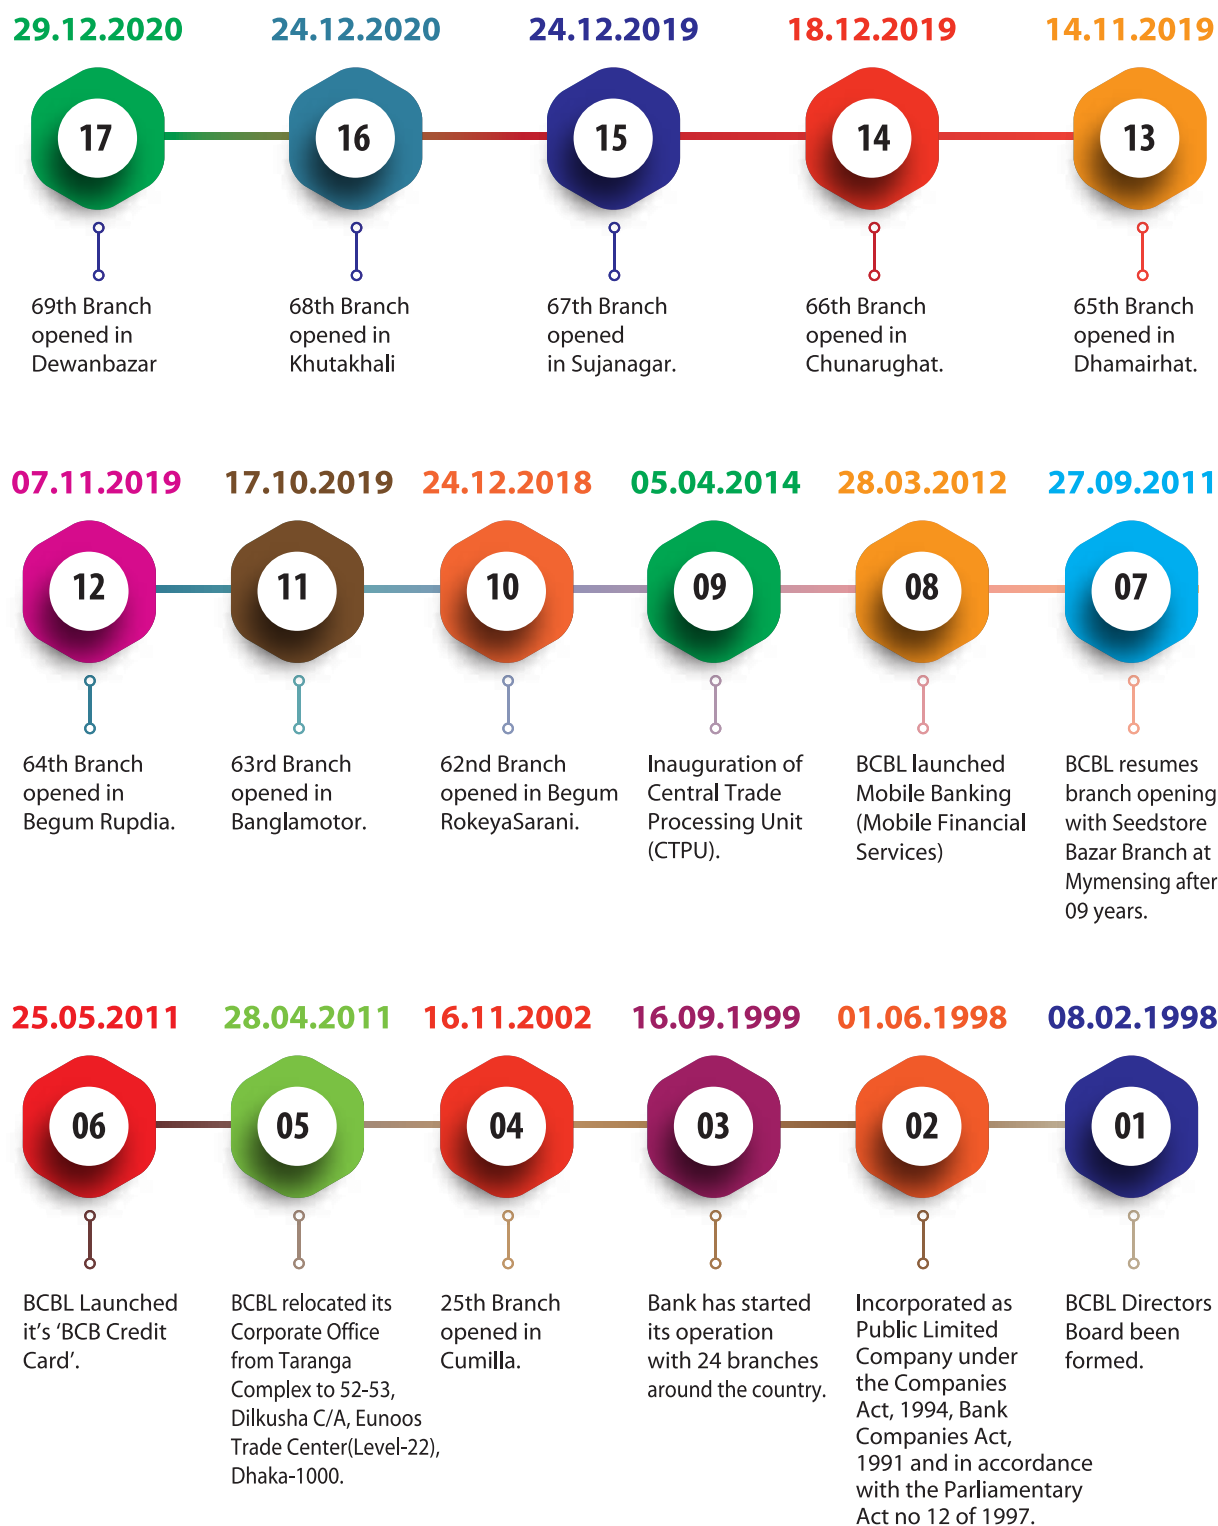 29.12.2020
24.12.2020
24.12.2019
18.12.2019
14.11.2019
17
16
15
14
13
69th Branch
opened in
Dewanbazar
68th Branch
opened in
Khutakhali
67th Branch
opened
in Sujanagar.
66th Branch
opened in
Chunarughat.
65th Branch
opened in
Dhamairhat.
07.11.2019
17.10.2019
24.12.2018
05.04.2014
28.03.2012
27.09.2011
12
11
10
09
08
07
64th Branch
opened in
Begum Rupdia.
63rd Branch
opened in
Banglamotor.
62nd Branch
opened in Begum
RokeyaSarani.
Inauguration of
Central Trade
Processing Unit
(CTPU).
BCBL launched
Mobile Banking
(Mobile Financial
Services)
BCBL resumes
branch opening
with Seedstore
Bazar Branch at
Mymensing after
09 years.
25.05.2011
28.04.2011
16.11.2002
16.09.1999
01.06.1998
08.02.1998
06
05
04
03
02
01
BCBL Launched
it's ‘BCB Credit
Card’.
BCBL relocated its
Corporate Office
from Taranga
Complex to 52-53,
Dilkusha C/A, Eunoos
Trade Center(Level-22),
Dhaka-1000.
25th Branch
opened in
Cumilla.
Bank has started
its operation
with 24 branches
around the country.
Incorporated as
Public Limited
Company under
the Companies
Act, 1994, Bank
Companies Act,
1991 and in accordance
with the Parliamentary
Act no 12 of 1997.
BCBL Directors
Board been
formed.